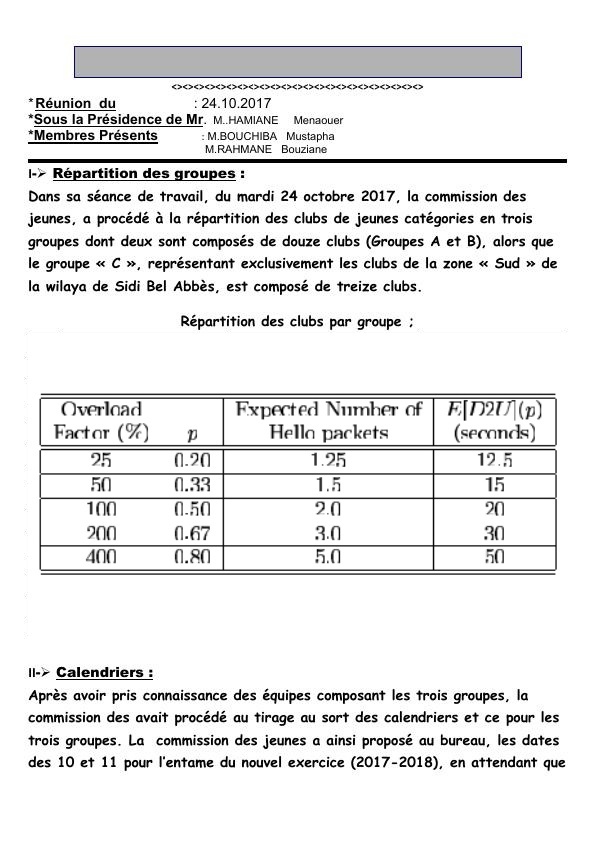 <><><><><><><><><><><><><><><><><><><><><><><>
*Réunion du : 24.10.2017
*Sous la Présidence de Mr. M..HAMIANE Menaouer
*Membres Présents : M.BOUCHIBA Mustapha
M.RAHMANE Bouziane
I-➢ Répartition des groupes :
Dans sa séance de travail, du mardi 24 octobre 2017, la commission des
jeunes, a procédé à la répartition des clubs de jeunes catégories en trois
groupes dont deux sont composés de douze clubs (Groupes A et B), alors que
le groupe « C », représentant exclusivement les clubs de la zone « Sud » de
la wilaya de Sidi Bel Abbès, est composé de treize clubs.
Répartition des clubs par groupe ;
Overload Expected Number of E[D2U](p)
Factor (%) p Hello packets (seconds)
25 0.20 1.25 12.5
50 0.33 1.5 15
100 0.50 2.0 20
200 0.67 3.0 30
400 0.80 5.0 50
II-➢ Calendriers :
Après avoir pris connaissance des équipes composant les trois groupes, la
commission des avait procédé au tirage au sort des calendriers et ce pour les
trois groupes. La commission des jeunes a ainsi proposé au bureau, les dates
des 10 et 11 pour l'entame du nouvel exercice (2017-2018), en attendant que